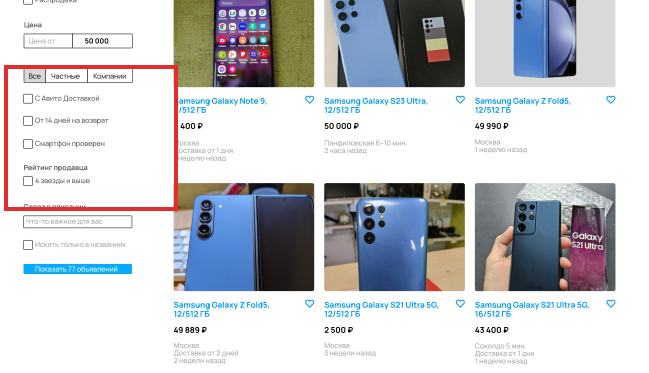 Распродажа
Цена
Цена от
50 000
Все
Частные
Компании
С Авито Доставкой
От 14 дней на возврат
Смартфон проверен
Рейтинг продавца
4 звезды и выше
Слова в описании
Что-то важное для вас
Искать только в названиях
Показать 77 объявлений
Samsung Galaxy Note 9,
/512 ГБ
400 ₽
Москва
Доставка от 1 дня
неделю назад
Samsung Galaxy S23 Ultra,
12/512 ГБ
50 000 ₽
Панфиловская 6–10 мин.
2 часа назад
Samsung Galaxy Z Fold5,
12/512 ГБ
49 990 ₽
Москва
1 неделю назад
Galaxy
S21 Ultra
Samsung Galaxy Z Fold5,
12/512 ГБ
49 889 ₽
Москва
Доставка от 2 дней
2 недели назад
Samsung Galaxy S21 Ultra 5G,
12/512 ГБ
2 500 ₽
Москва
3 недели назад
Samsung Galaxy S21 Ultra 5G,
16/512 ГБ
43 400 ₽
Соколдо 5 мин.
Доставка от 1 дня
1 неделю назад